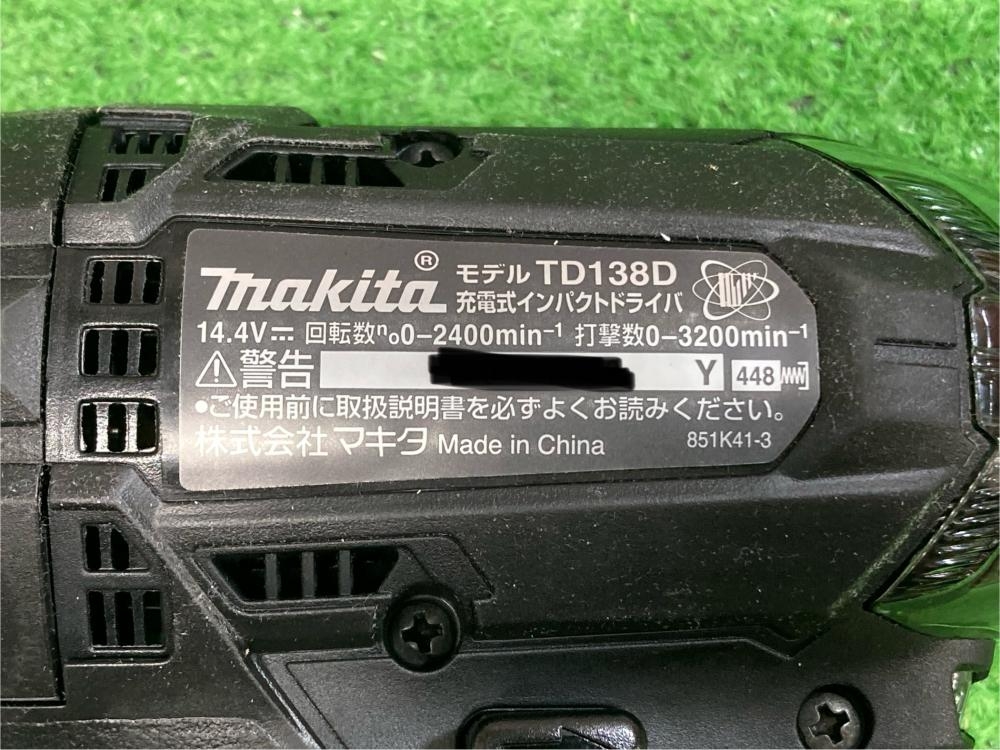 makita® モデル TD138D
充電式インパクトドライバ
14.4V⎓ 回転数n₀0-2400min⁻¹ 打撃数0-3200min⁻¹
⚠警告 Y 448
●ご使用前に取扱説明書を必ずよくお読みください。
株式会社 マキタ Made in China 851K41-3